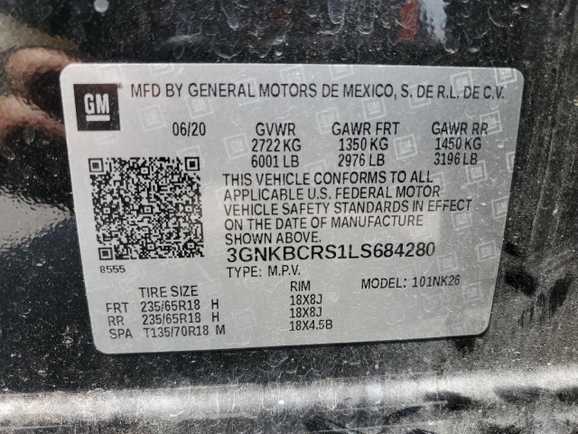 GM
MFD BY GENERAL MOTORS DE MEXICO, S. DE R.L. DE C.V.
06/20 GVWR GAWR FRT GAWR RR
2722 KG 1350 KG 1450 KG
6001 LB 2976 LB 3196 LB
THIS VEHICLE CONFORMS TO ALL
APPLICABLE U.S. FEDERAL MOTOR
VEHICLE SAFETY STANDARDS IN EFFECT
ON THE DATE OF MANUFACTURE
SHOWN ABOVE.
3GNKBCRS1LS684280
8555 TYPE: M.P.V.
MODEL: 101NK26
TIRE SIZE RIM
FRT 235/65R18 H 18X8J
RR 235/65R18 H 18X8J
SPA T135/70R18 M 18X4.5B